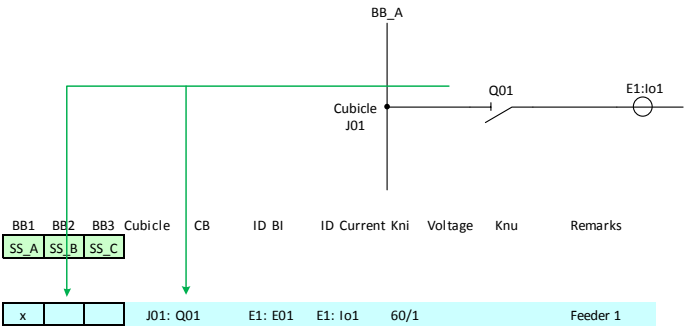 BB_A
Q01
E1:Io1
Cubicle
J01
BB1 BB2 BB3 Cubicle CB ID BI ID Current Kni Voltage Knu Remarks
SS_A SS_B SS_C
x J01: Q01 E1: E01 E1: Io1 60/1 Feeder 1